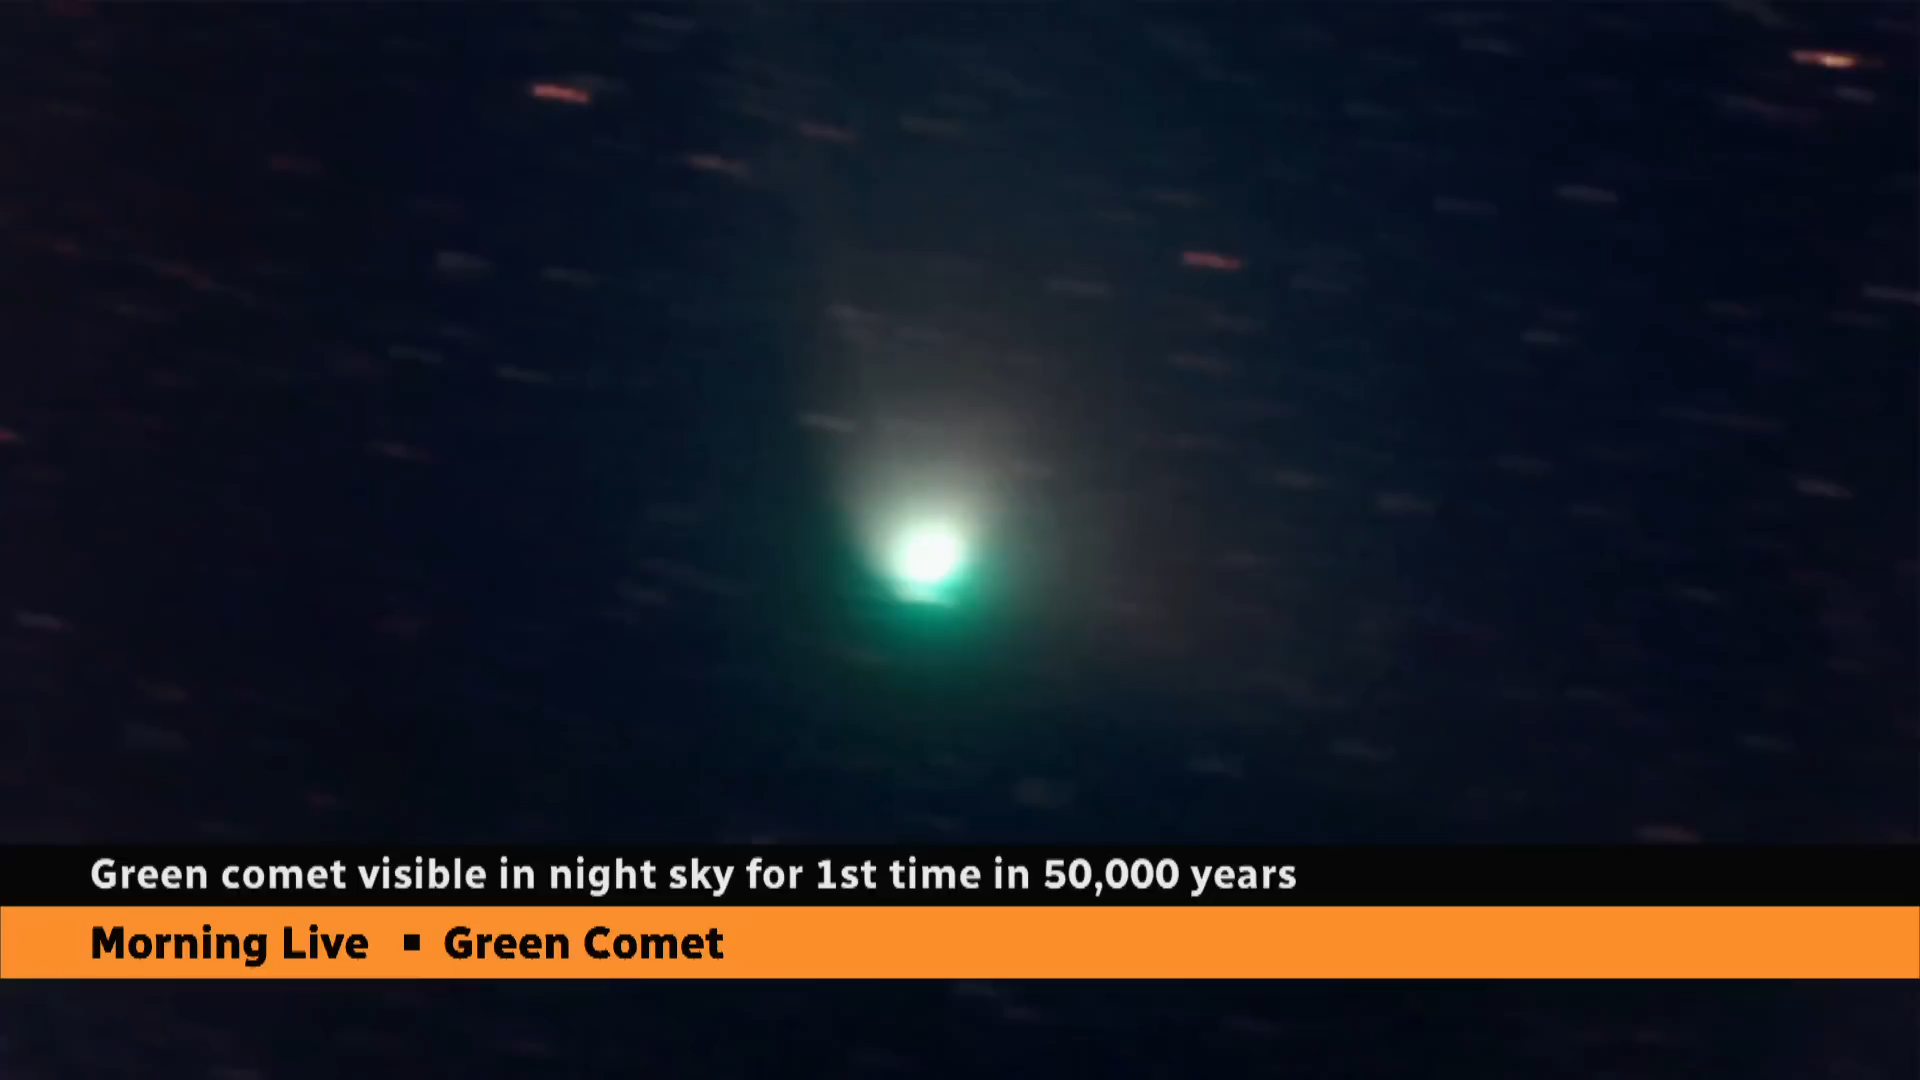 Green comet visible in night sky for 1st time in 50,000 years
Morning Live ▪ Green Comet